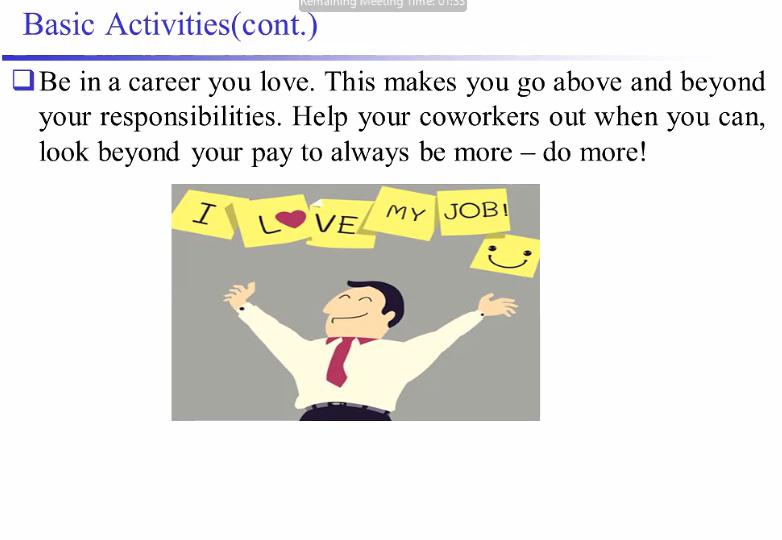 Remaining Meeting Time: 01:33
Basic Activities(cont.)
Be in a career you love. This makes you go above and beyond
your responsibilities. Help your coworkers out when you can,
look beyond your pay to always be more – do more!
I L❤VE MY JOB!